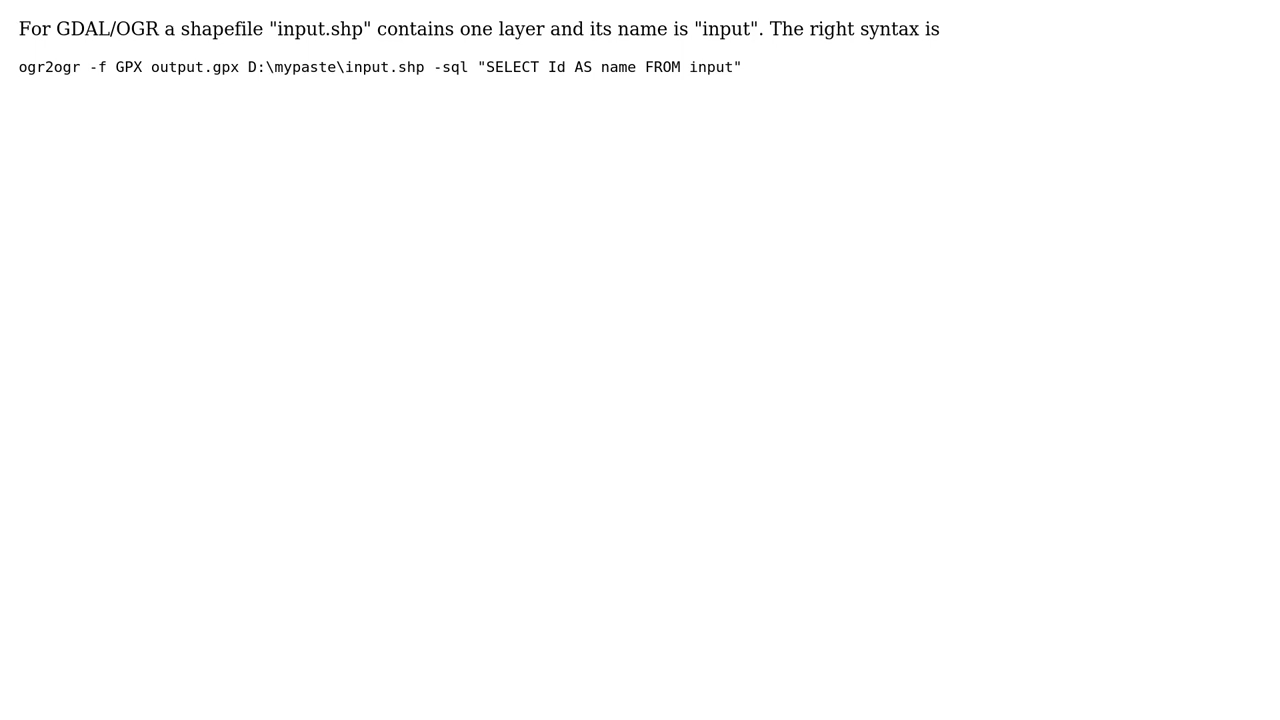 For GDAL/OGR a shapefile "input.shp" contains one layer and its name is "input". The right syntax is
ogr2ogr -f GPX output.gpx D:\mypaste\input.shp -sql "SELECT Id AS name FROM input"